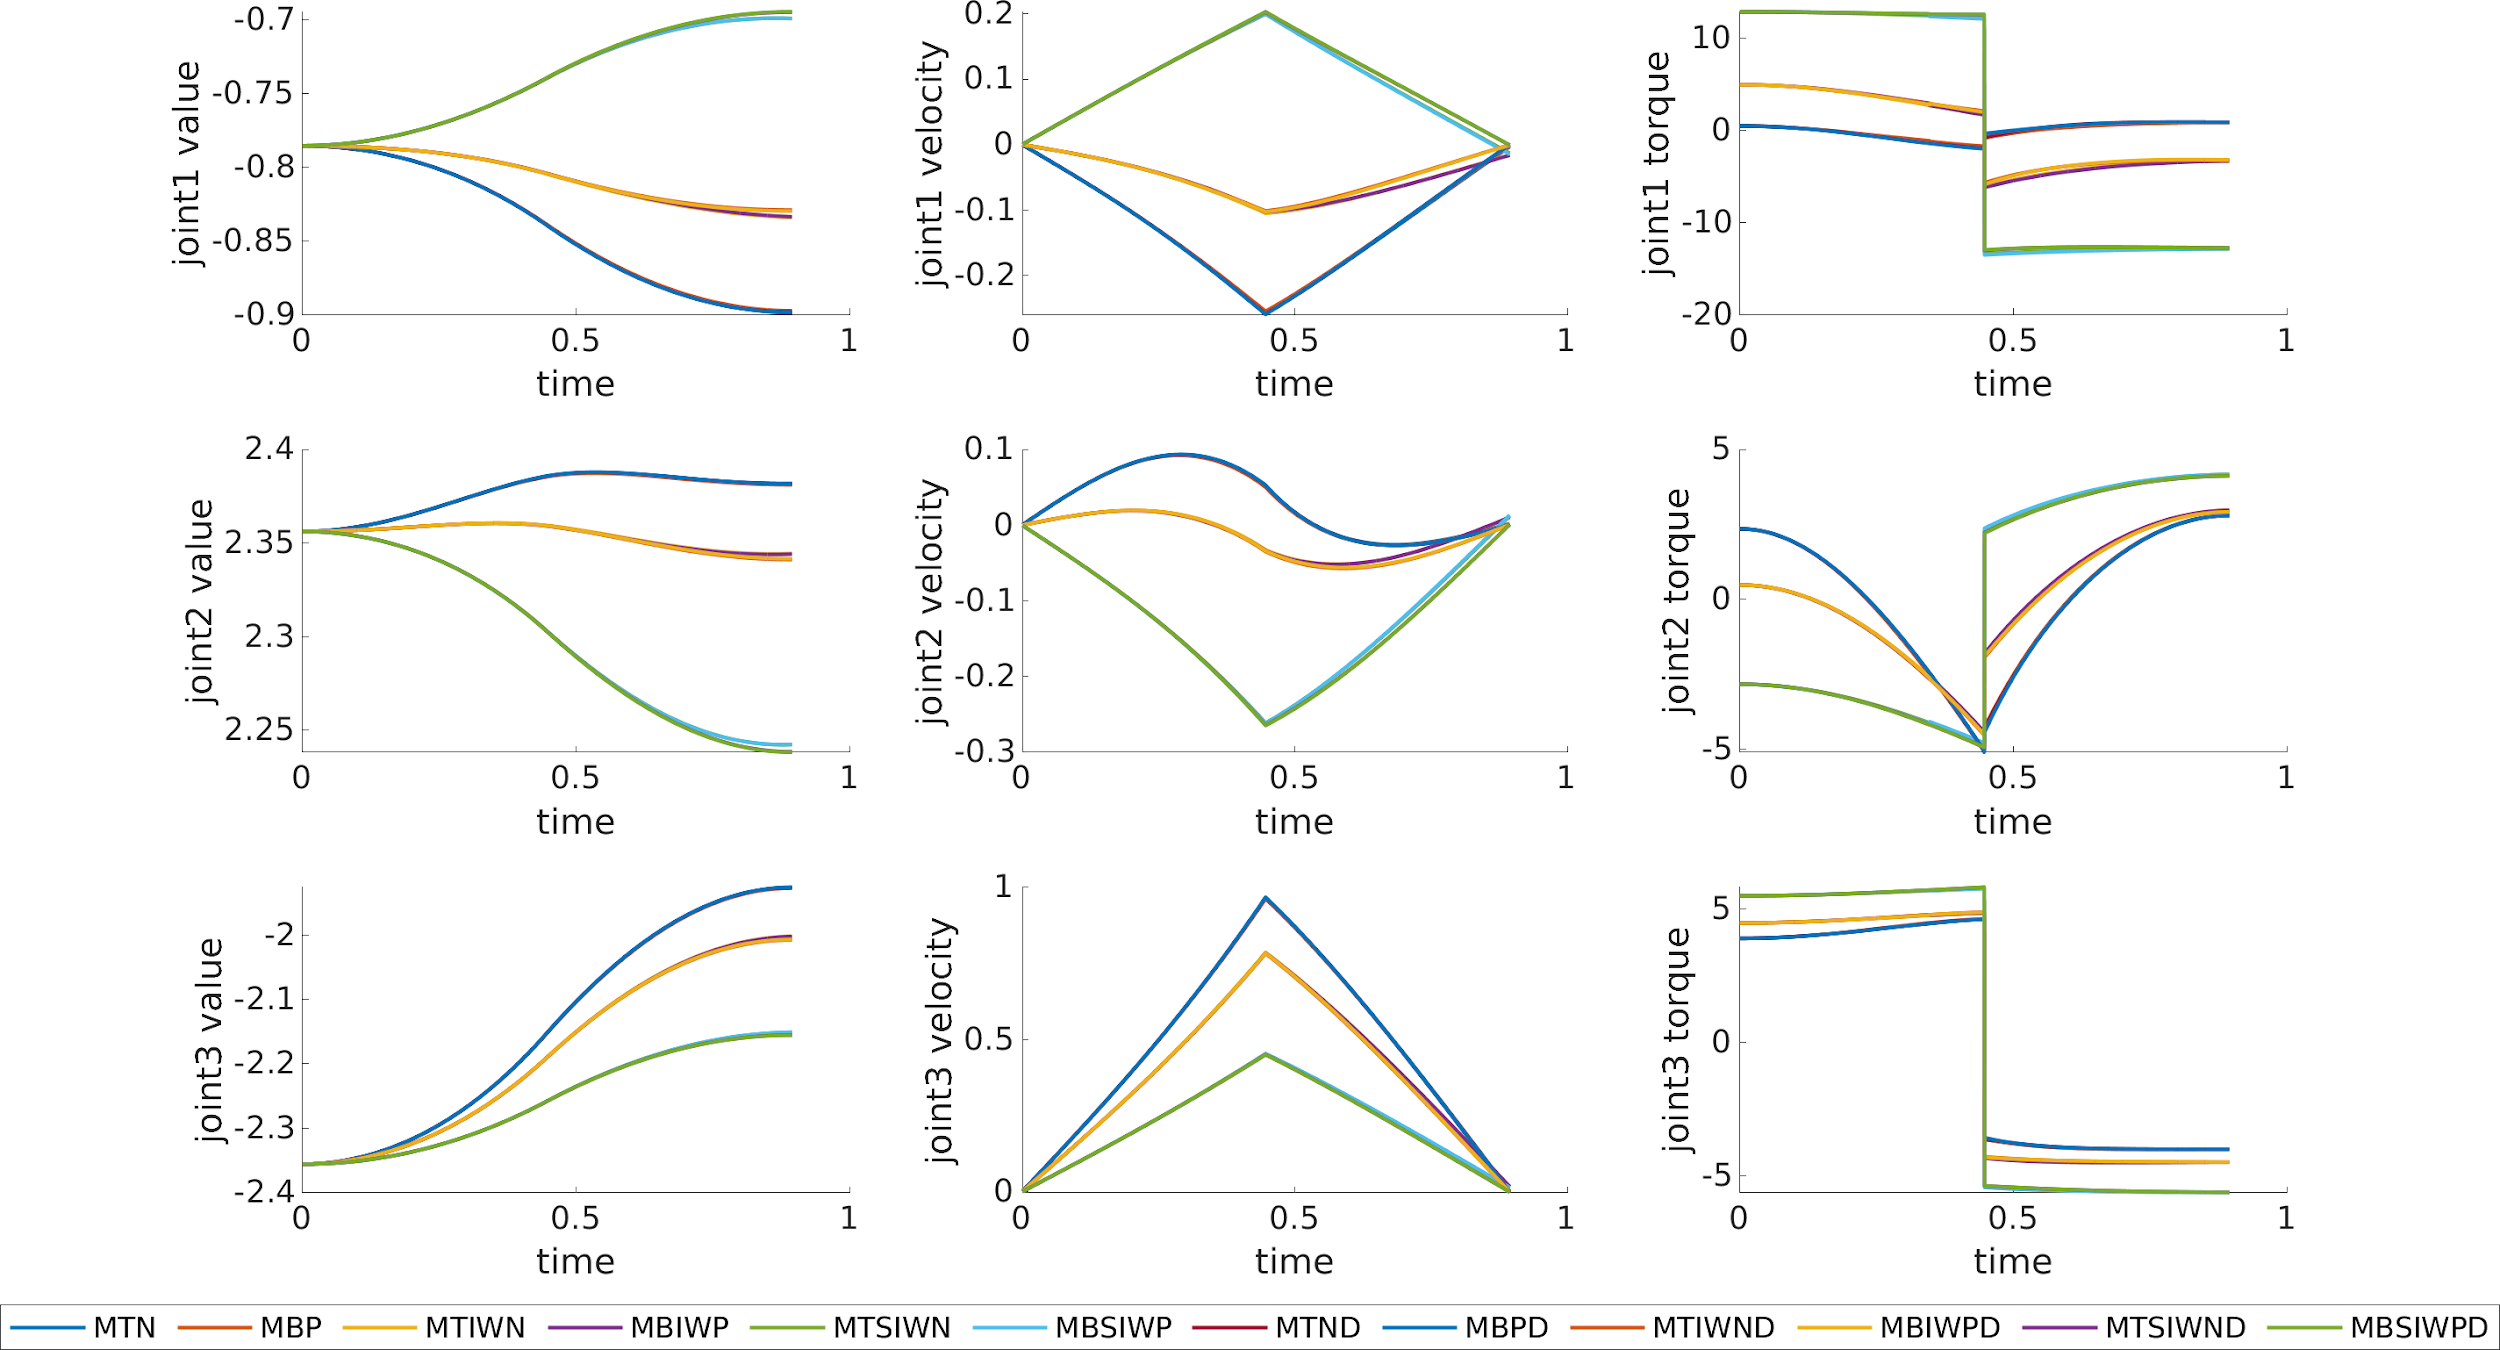 joint1 value
-0.7
-0.75
-0.8
-0.85
-0.9
0 0.5 1
time
joint1 velocity
0.2
0.1
0
-0.1
-0.2
0 0.5 1
time
joint1 torque
10
0
-10
-20
0 0.5 1
time
joint2 value
2.4
2.35
2.3
2.25
0 0.5 1
time
joint2 velocity
0.1
0
-0.1
-0.2
-0.3
0 0.5 1
time
joint2 torque
5
0
-5
0 0.5 1
time
joint3 value
-2
-2.1
-2.2
-2.3
-2.4
0 0.5 1
time
joint3 velocity
1
0.5
0
0 0.5 1
time
joint3 torque
5
0
-5
0 0.5 1
time
MTN MBP MTIWN MBIWP MTSIWN MBSIWP MTND MBPD MTIWND MBIWPD MTSIWND MBSIWPD